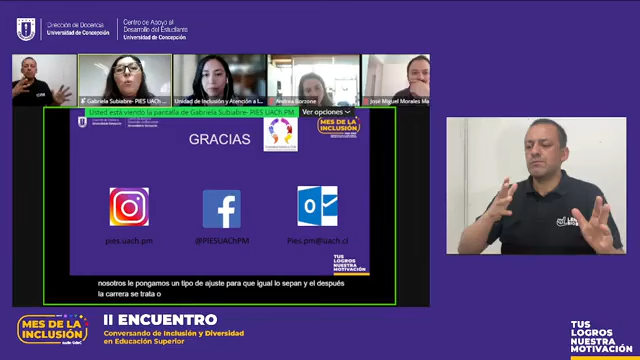 Dirección de Docencia
Universidad de Concepción
Centro de Apoyo al
Desarrollo del Estudiante
Universidad de Concepción
Gabriela Subiabre- PIES UACh
Unidad de Inclusión y Atención a l...
Andrea Borzone
José Miguel Morales Ma
Usted está viendo la pantalla de Gabriela Subiabre- PIES UACh PM
Ver opciones
GRACIAS
MES DE LA
INCLUSIÓN
pies.uach.pm
@PIESUAChPM
Pies.pm@uach.cl
TUS
LOGROS
NUESTRA
MOTIVACIÓN
nosotros le pongamos un tipo de ajuste para que igual lo sepan y el después
la carrera se trata o
MES DE LA
INCLUSIÓN
II ENCUENTRO
Conversando de Inclusión y Diversidad
en Educación Superior
TUS
LOGROS
NUESTRA
MOTIVACIÓN